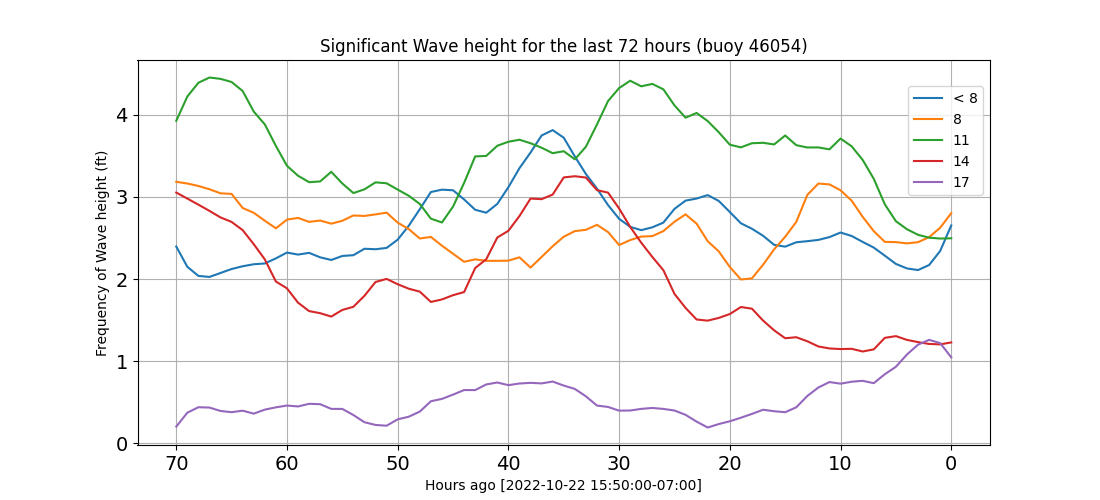 Significant Wave height for the last 72 hours (buoy 46054)
Frequency of Wave height (ft)
4
3
2
1
0
< 8
8
11
14
17
70 60 50 40 30 20 10 0
Hours ago [2022-10-22 15:50:00-07:00]